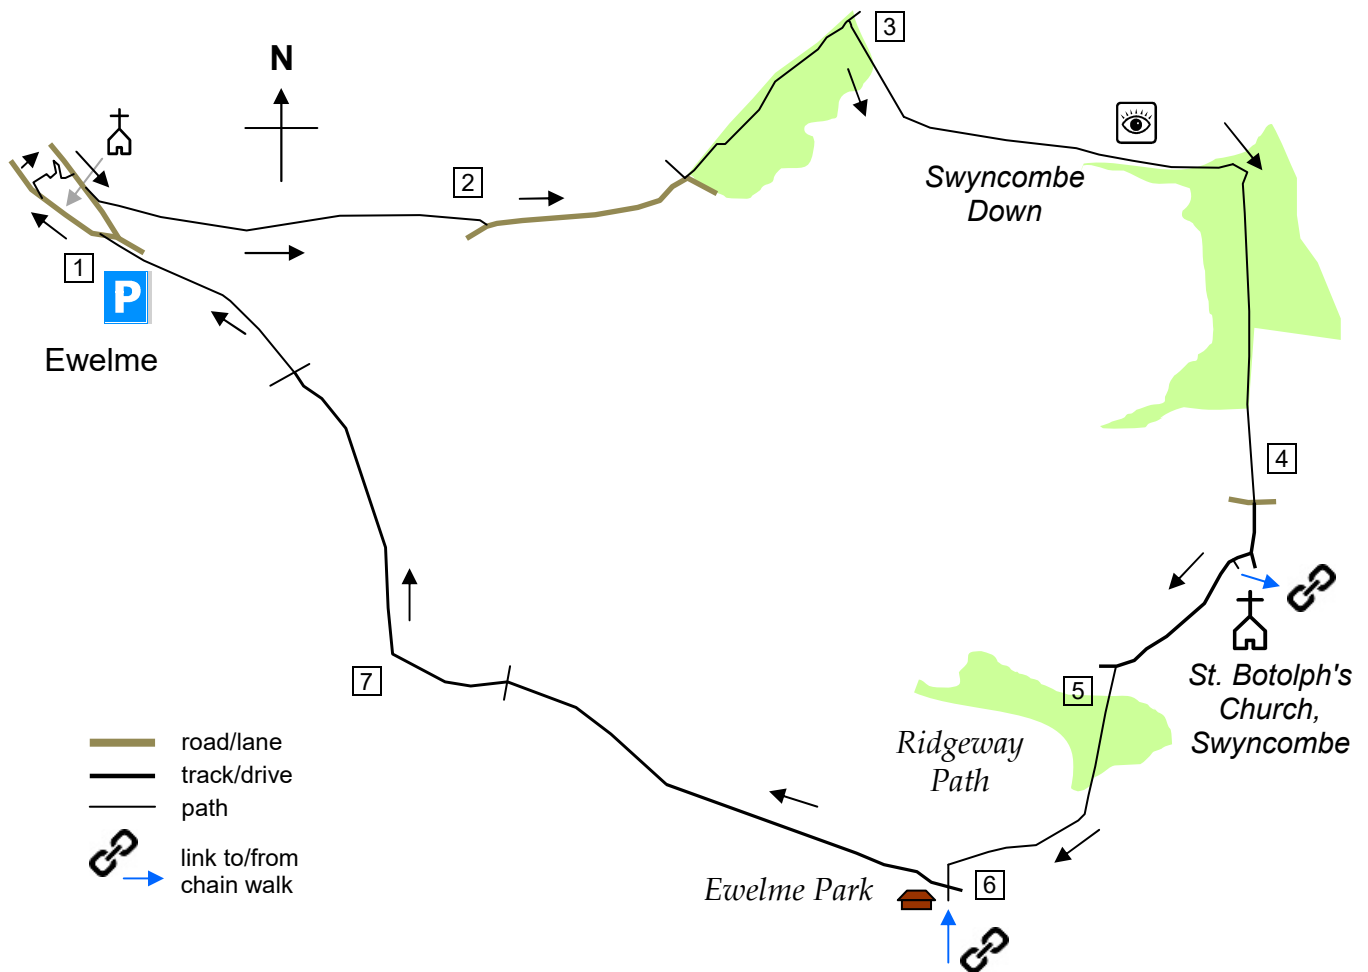 3
N
2
Swyncombe
Down
1
P
Ewelme
4
St. Botolph's
Church,
Swyncombe
5
7
Ridgeway
Path
road/lane
track/drive
path
link to/from
chain walk
Ewelme Park
6